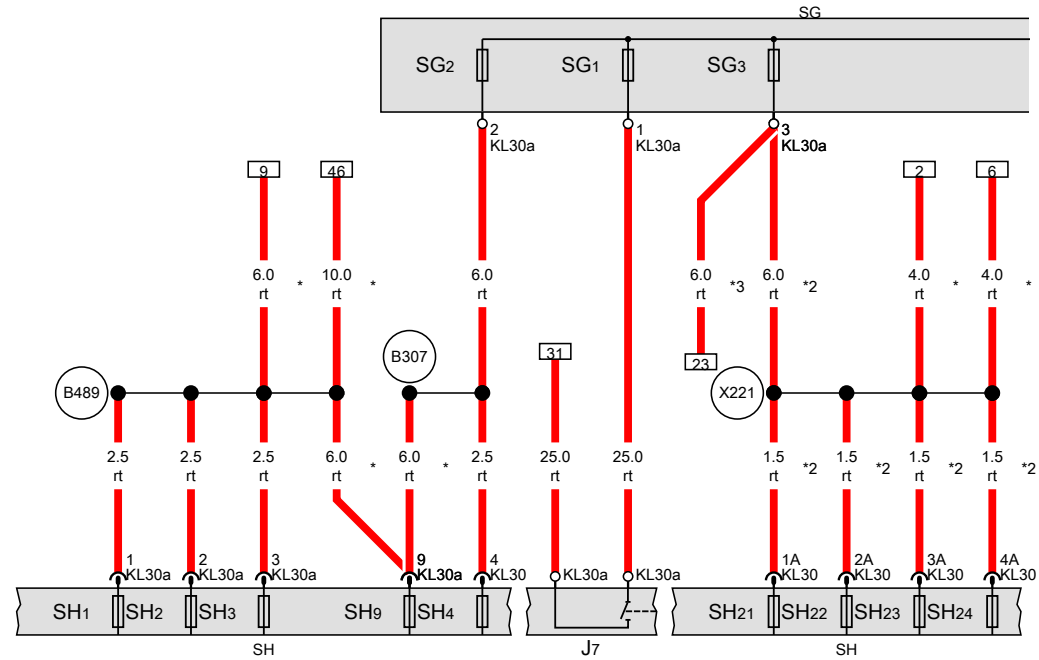 SG
SG2 SG1 SG3
2 1 3
KL30a KL30a KL30a
9 46 2 6
6.0 10.0 6.0 6.0 6.0 4.0 4.0
rt * rt * rt rt *3 rt *2 rt * rt *
31
B307
23
B489 X221
2.5 2.5 2.5 6.0 6.0 2.5 25.0 25.0 1.5 1.5 1.5 1.5
rt rt rt rt * rt * rt rt rt rt *2 rt *2 rt *2 rt *2
1 2 3 9 4 1A 2A 3A 4A
KL30a KL30a KL30a KL30a KL30 KL30a KL30a KL30 KL30 KL30 KL30
SH1 SH2 SH3 SH9 SH4 SH21 SH22 SH23 SH24
SH J7 SH